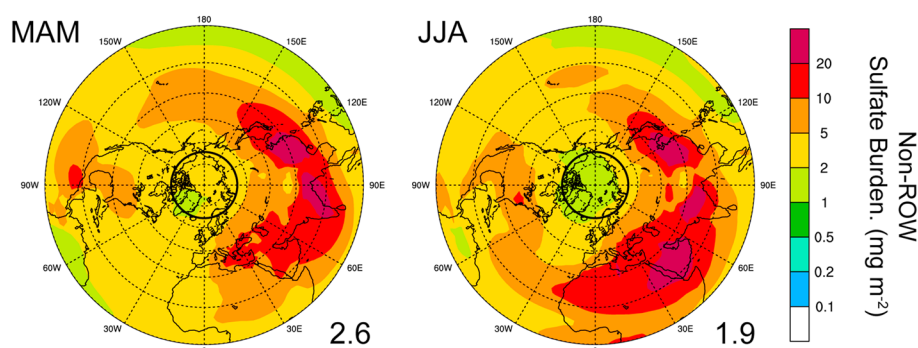 MAM
180
150W
150E
120W
120E
90W
90E
60W
60E
30W
30E
2.6
JJA
180
150W
150E
120W
120E
90W
90E
60W
60E
30W
30E
1.9
20
10
5
2
1
0.5
0.2
0.1
Non-ROW
Sulfate Burden. (mg m-2)